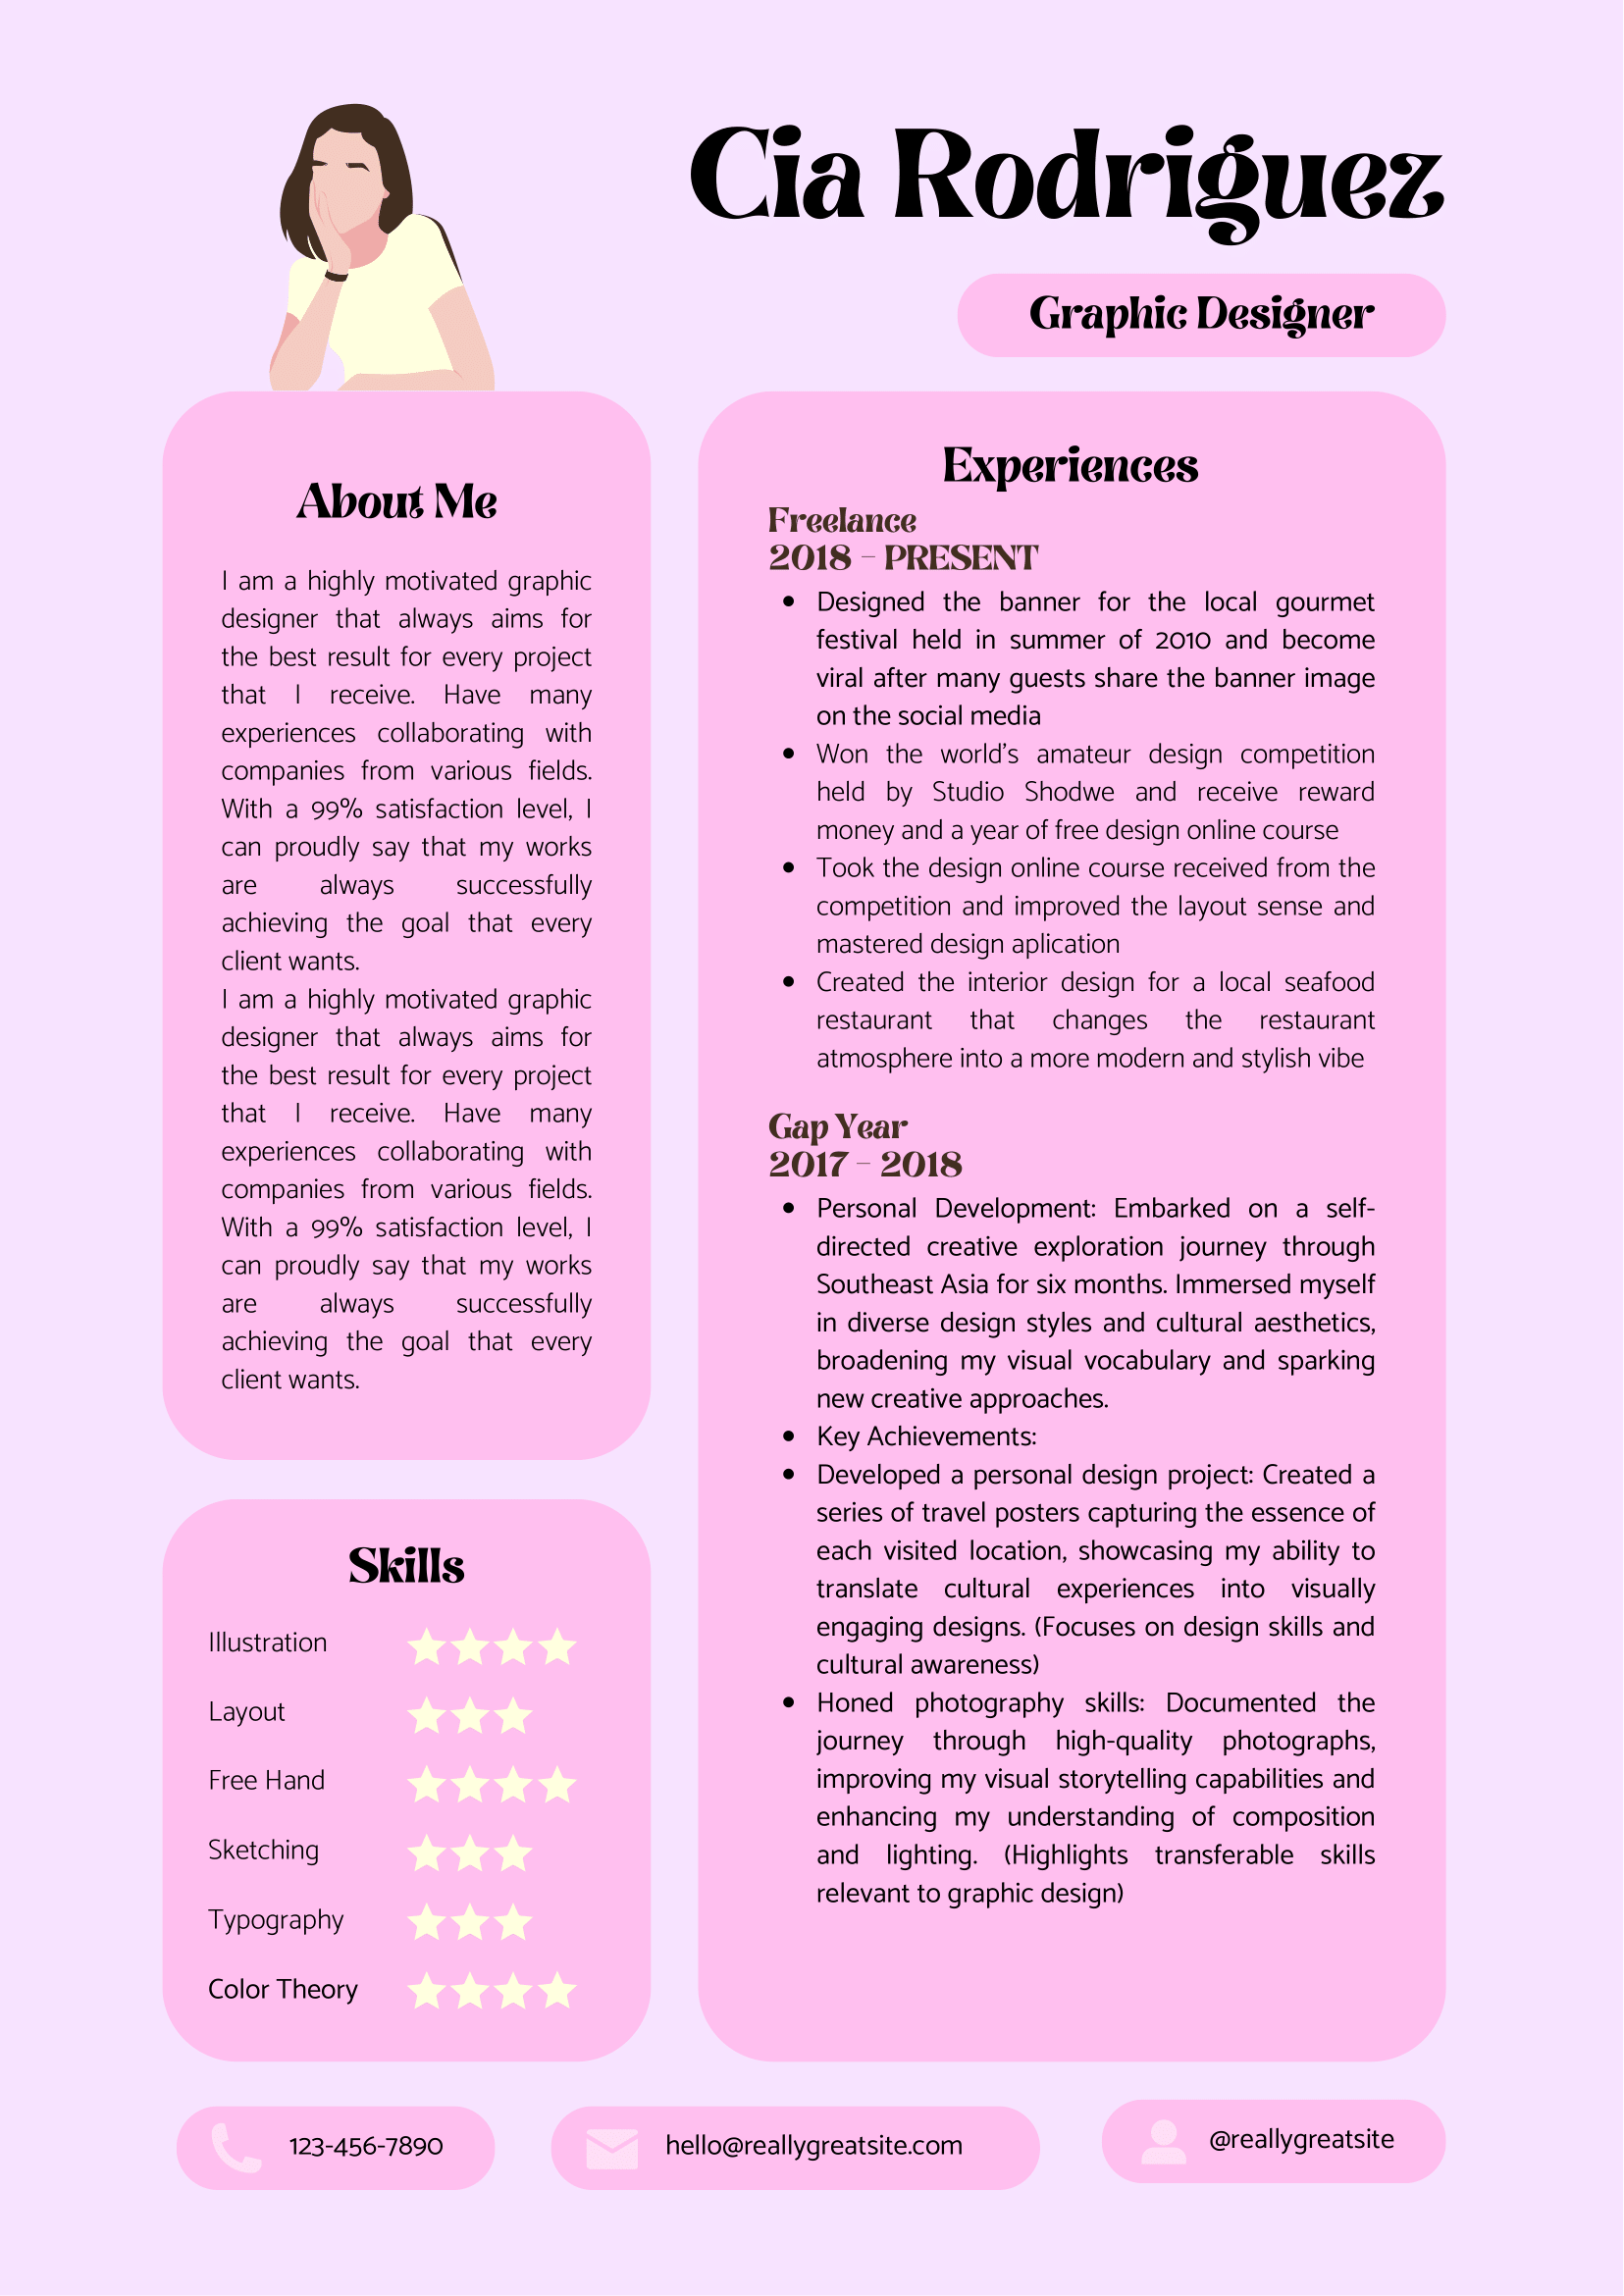 Cia Rodriguez
Graphic Designer
About Me
I am a highly motivated graphic
designer that always aims for
the best result for every project
that I receive. Have many
experiences collaborating with
companies from various fields.
With a 99% satisfaction level, I
can proudly say that my works
are always successfully
achieving the goal that every
client wants.
I am a highly motivated graphic
designer that always aims for
the best result for every project
that I receive. Have many
experiences collaborating with
companies from various fields.
With a 99% satisfaction level, I
can proudly say that my works
are always successfully
achieving the goal that every
client wants.
Skills
Illustration
Layout
Free Hand
Sketching
Typography
Color Theory
Experiences
Freelance
2018 - PRESENT
• Designed the banner for the local gourmet
festival held in summer of 2010 and become
viral after many guests share the banner image
on the social media
• Won the world's amateur design competition
held by Studio Shodwe and receive reward
money and a year of free design online course
• Took the design online course received from the
competition and improved the layout sense and
mastered design aplication
• Created the interior design for a local seafood
restaurant that changes the restaurant
atmosphere into a more modern and stylish vibe
Gap Year
2017 - 2018
• Personal Development: Embarked on a self-
directed creative exploration journey through
Southeast Asia for six months. Immersed myself
in diverse design styles and cultural aesthetics,
broadening my visual vocabulary and sparking
new creative approaches.
• Key Achievements:
• Developed a personal design project: Created a
series of travel posters capturing the essence of
each visited location, showcasing my ability to
translate cultural experiences into visually
engaging designs. (Focuses on design skills and
cultural awareness)
• Honed photography skills: Documented the
journey through high-quality photographs,
improving my visual storytelling capabilities and
enhancing my understanding of composition
and lighting. (Highlights transferable skills
relevant to graphic design)
123-456-7890
hello@reallygreatsite.com
@reallygreatsite